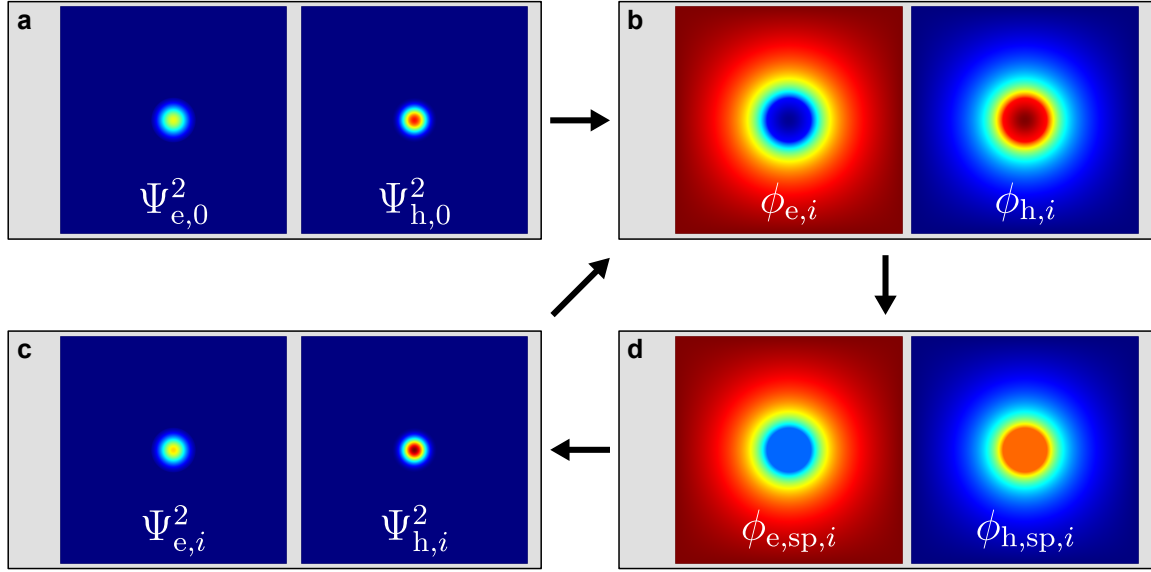 a
Ψ²ₑ,₀
Ψ²ₕ,₀
b
ϕₑ,ᵢ
ϕₕ,ᵢ
c
Ψ²ₑ,ᵢ
Ψ²ₕ,ᵢ
d
ϕₑ,ₛₚ,ᵢ
ϕₕ,ₛₚ,ᵢ